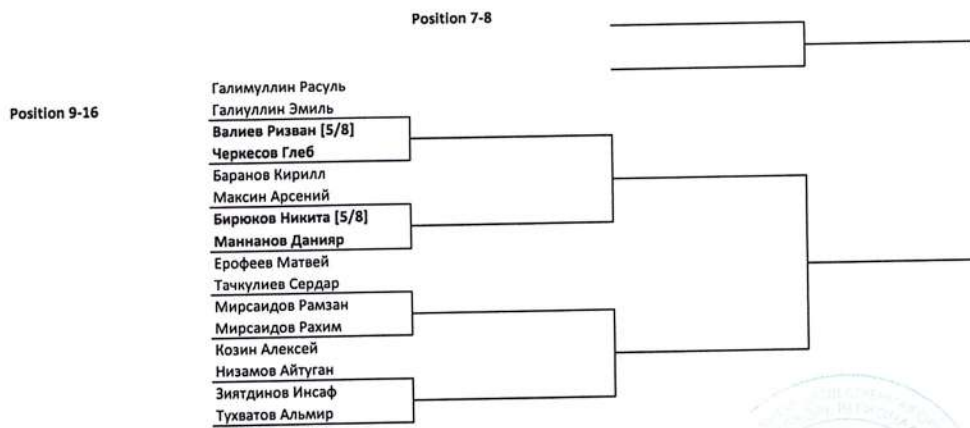 Position 7-8
Position 9-16
Галимуллин Расуль
Галиуллин Эмиль
Валиев Ризван [5/8]
Черкесов Глеб
Баранов Кирилл
Максин Арсений
Бирюков Никита [5/8]
Маннанов Данияр
Ерофеев Матвей
Тачкулиев Сердар
Мирсаидов Рамзан
Мирсаидов Рахим
Козин Алексей
Низамов Айтуган
Зиятдинов Инсаф
Тухватов Альмир